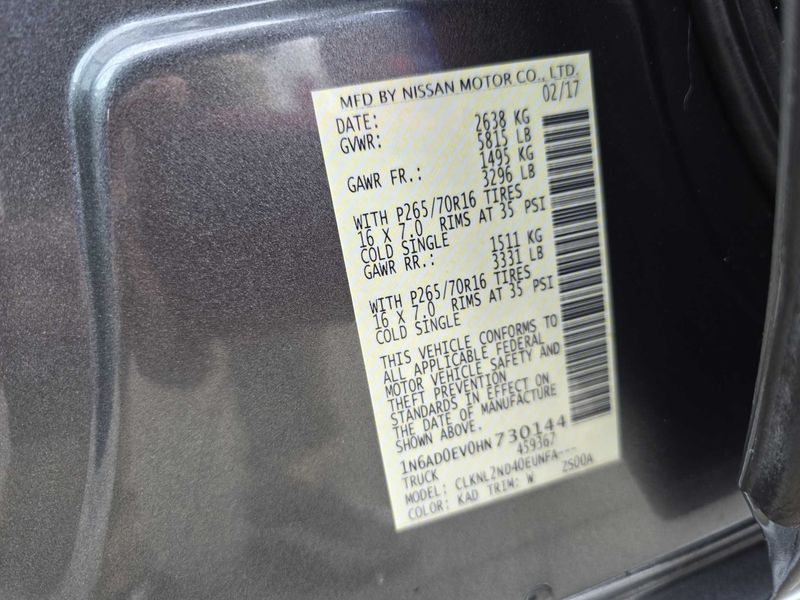 MFD BY NISSAN MOTOR CO., LTD.
DATE: 02/17
GVWR: 2638 KG
5815 LB
GAWR FR.: 1495 KG
3296 LB
WITH P265/70R16 TIRES
16 X 7.0 RIMS AT 35 PSI
COLD SINGLE
GAWR RR.: 1511 KG
3331 LB
WITH P265/70R16 TIRES
16 X 7.0 RIMS AT 35 PSI
COLD SINGLE
THIS VEHICLE CONFORMS TO
ALL APPLICABLE FEDERAL
MOTOR VEHICLE SAFETY AND
THEFT PREVENTION
STANDARDS IN EFFECT ON
THE DATE OF MANUFACTURE
SHOWN ABOVE.
1N6AD0EV0HN730144
TRUCK 459367
MODEL: CLKNL2ND40EUNFA---
COLOR: KAD TRIM: W 2S00A